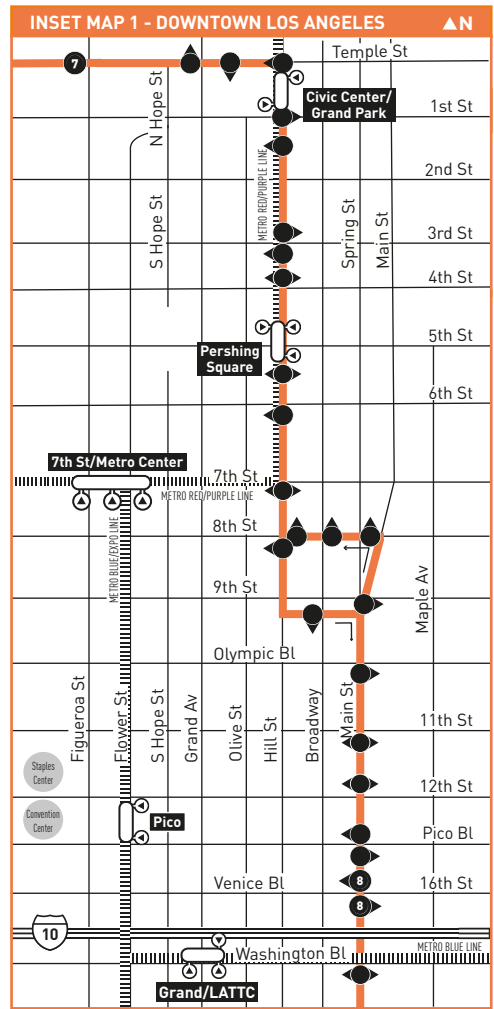 INSET MAP 1 - DOWNTOWN LOS ANGELES ▲N
Temple St
7
N Hope St
Civic Center/
Grand Park
1st St
METRO RED/PURPLE LINE
2nd St
S Hope St
Spring St
Main St
3rd St
4th St
5th St
Pershing
Square
6th St
7th St/Metro Center
7th St
METRO RED/PURPLE LINE
METRO BLUE/EXPO LINE
8th St
9th St
Maple Av
Olympic Bl
Figueroa St
Flower St
S Hope St
Grand Av
Olive St
Hill St
Broadway
Main St
11th St
Staples
Center
12th St
Convention
Center
Pico
Pico Bl
Venice Bl
8
16th St
8
10
METRO BLUE LINE
Washington Bl
Grand/LATTC